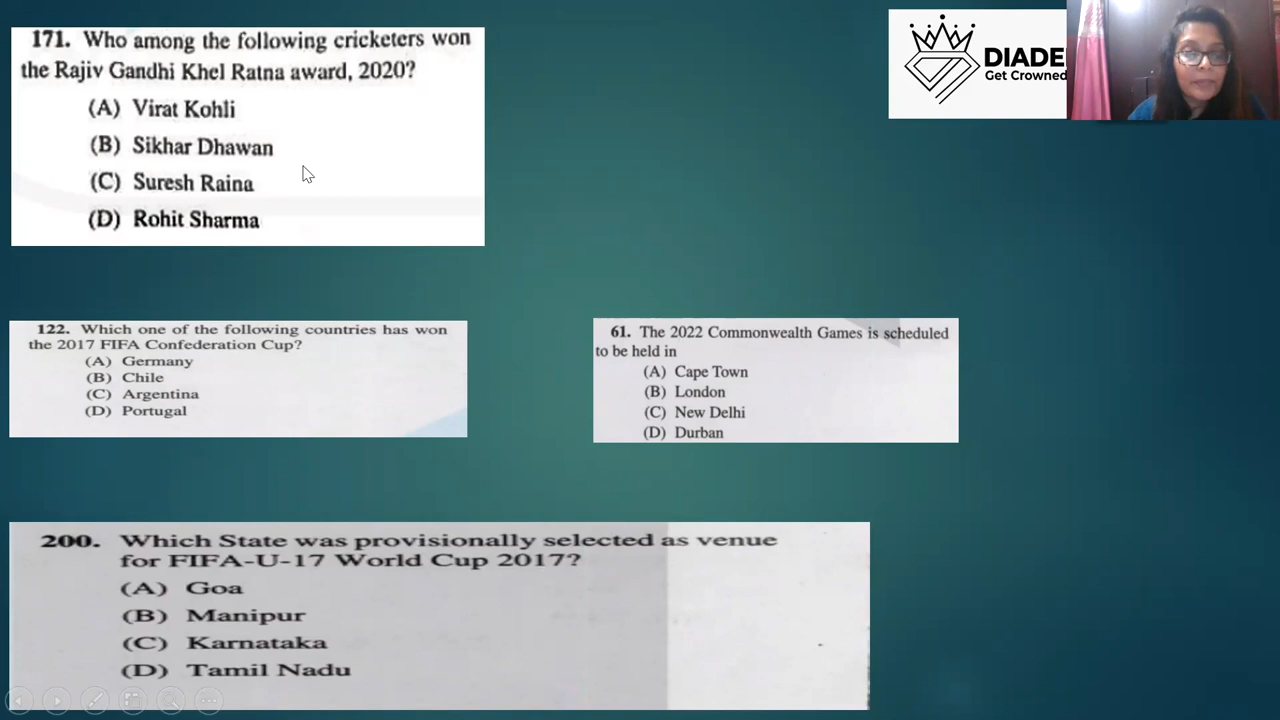 171. Who among the following cricketers won
the Rajiv Gandhi Khel Ratna award, 2020?
(A) Virat Kohli
(B) Sikhar Dhawan
(C) Suresh Raina
(D) Rohit Sharma
DIADE
Get Crowned
122. Which one of the following countries has won
the 2017 FIFA Confederation Cup?
(A) Germany
(B) Chile
(C) Argentina
(D) Portugal
61. The 2022 Commonwealth Games is scheduled
to be held in
(A) Cape Town
(B) London
(C) New Delhi
(D) Durban
200. Which State was provisionally selected as venue
for FIFA-U-17 World Cup 2017?
(A) Goa
(B) Manipur
(C) Karnataka
(D) Tamil Nadu